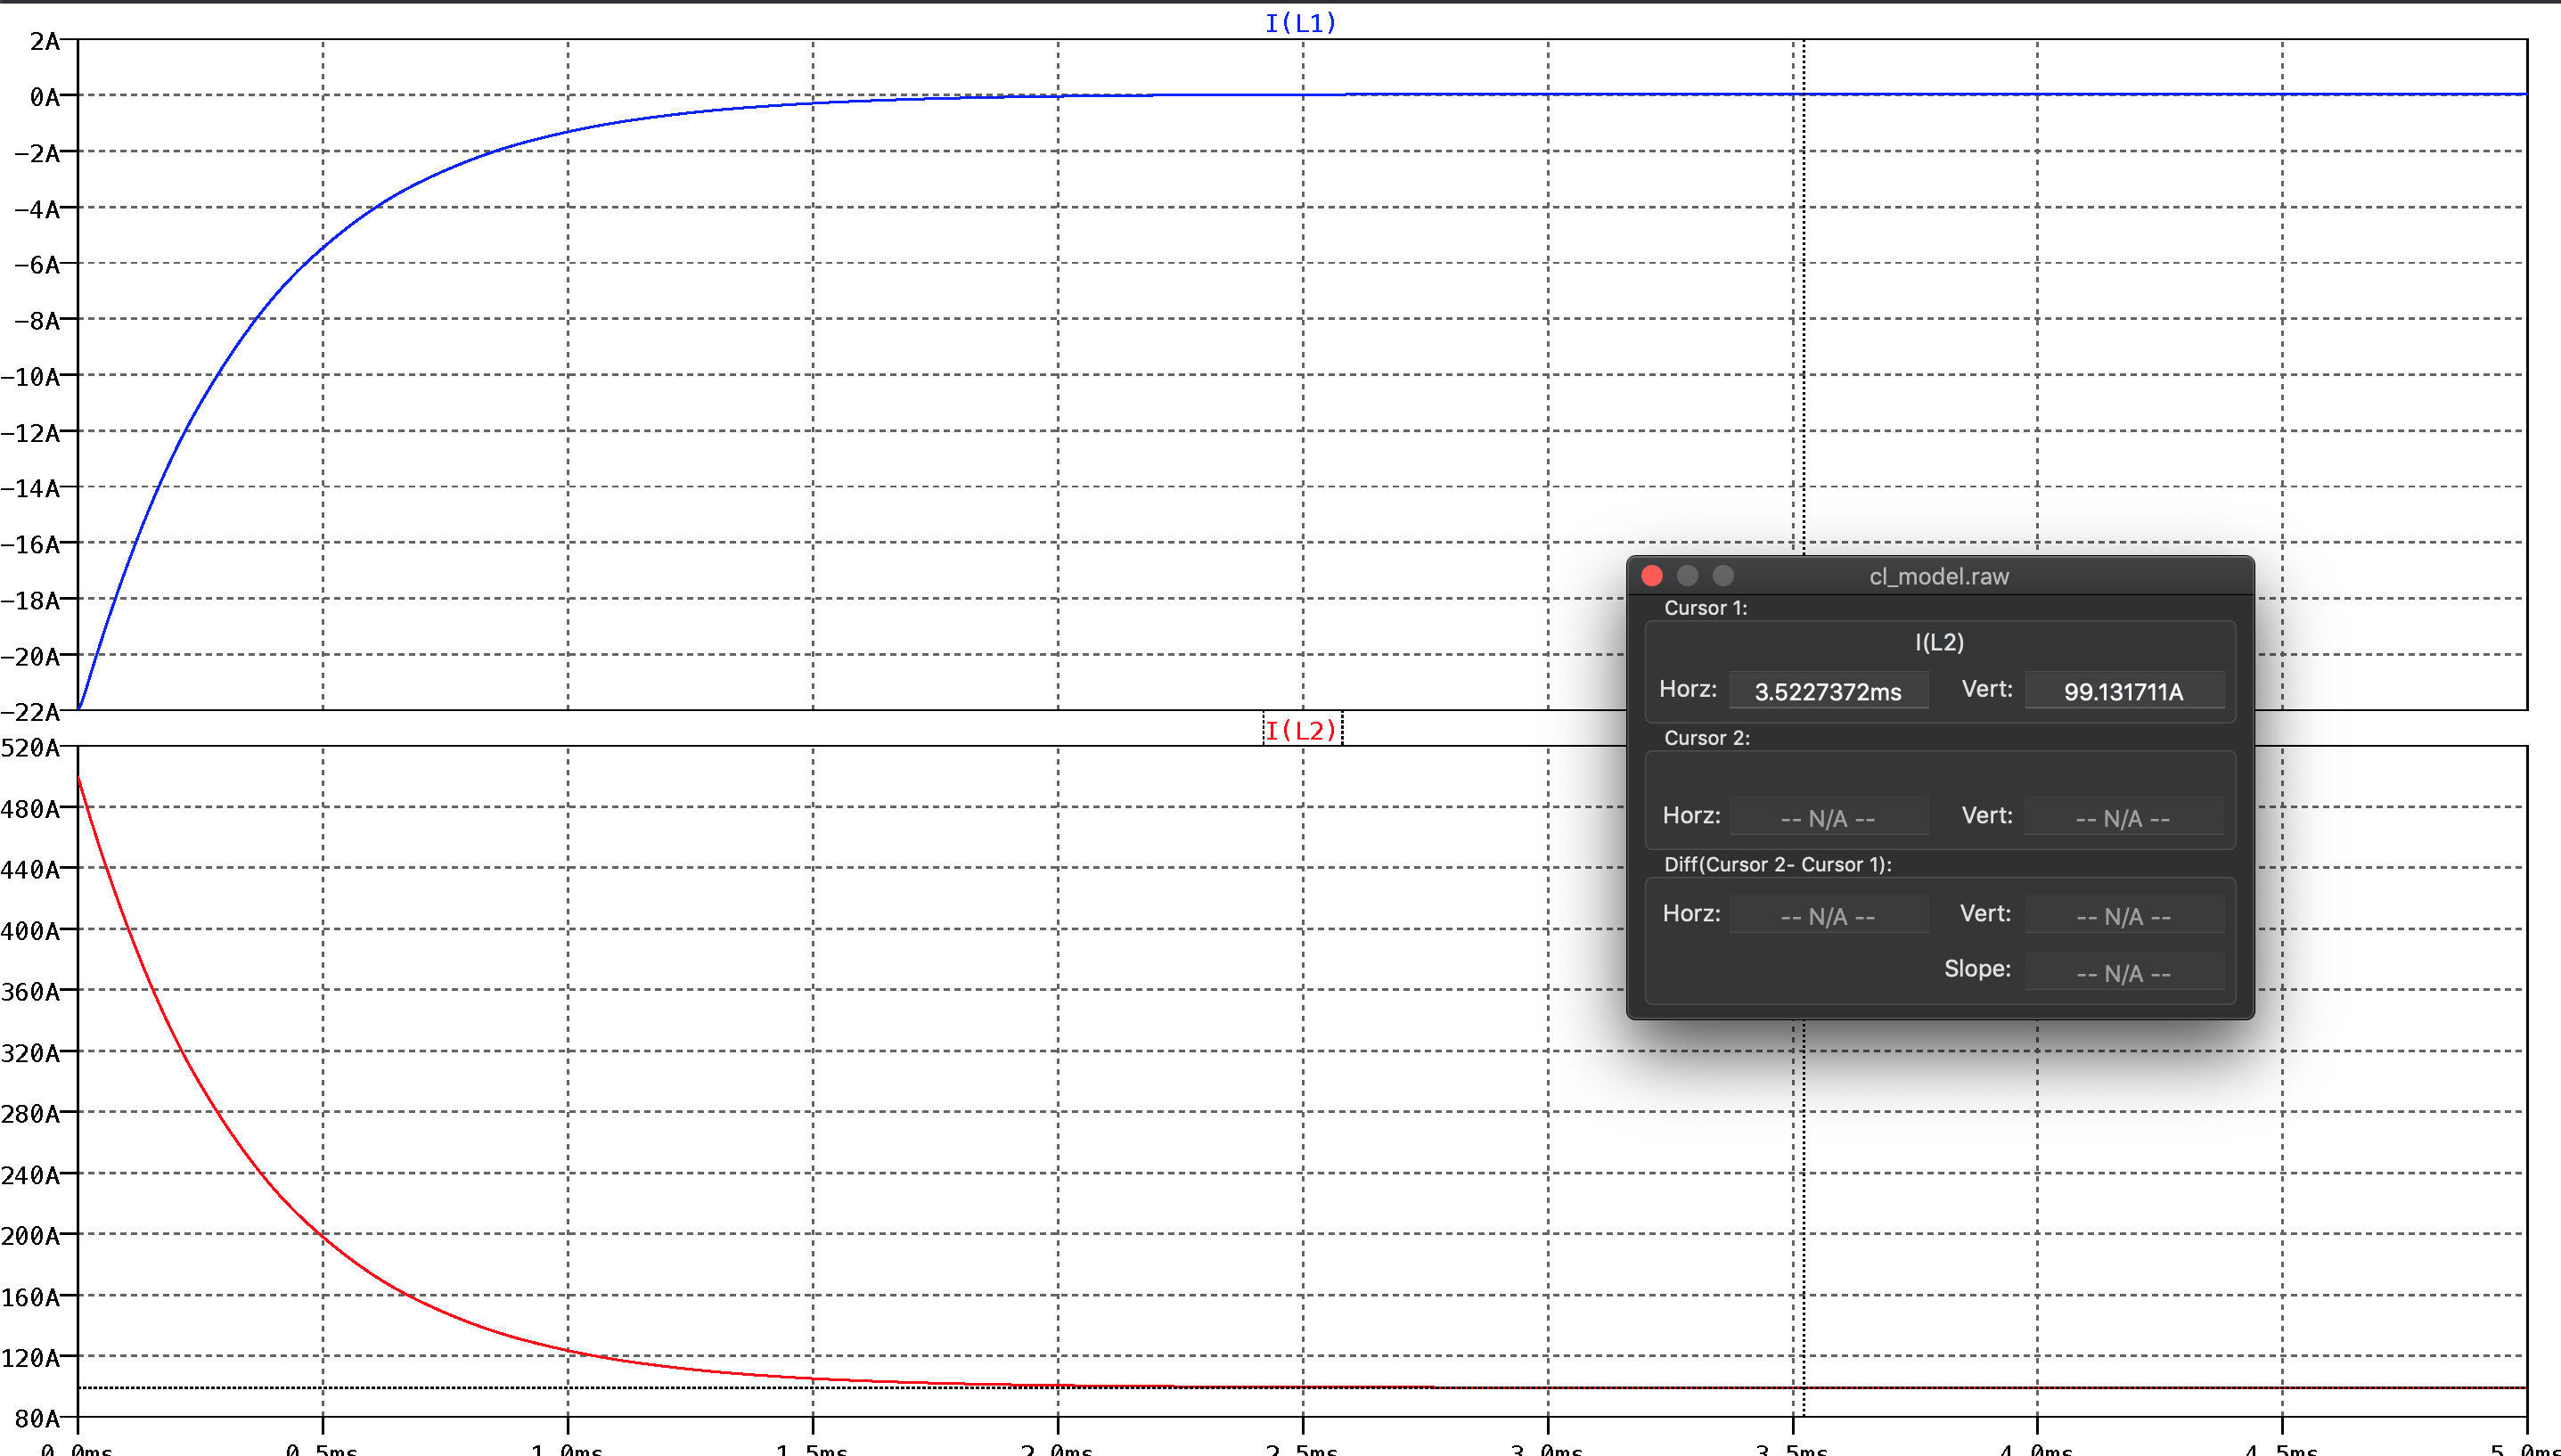 I(L1)
2A
0A
−2A
−4A
−6A
−8A
−10A
−12A
−14A
−16A
−18A
−20A
−22A
I(L2)
520A
480A
440A
400A
360A
320A
280A
240A
200A
160A
120A
80A
0.0ms 0.5ms 1.0ms 1.5ms 2.0ms 2.5ms 3.0ms 3.5ms 4.0ms 4.5ms 5.0ms
cl_model.raw
Cursor 1:
I(L2)
Horz: 3.5227372ms Vert: 99.131711A
Cursor 2:
Horz: -- N/A -- Vert: -- N/A --
Diff(Cursor 2- Cursor 1):
Horz: -- N/A -- Vert: -- N/A --
Slope: -- N/A --